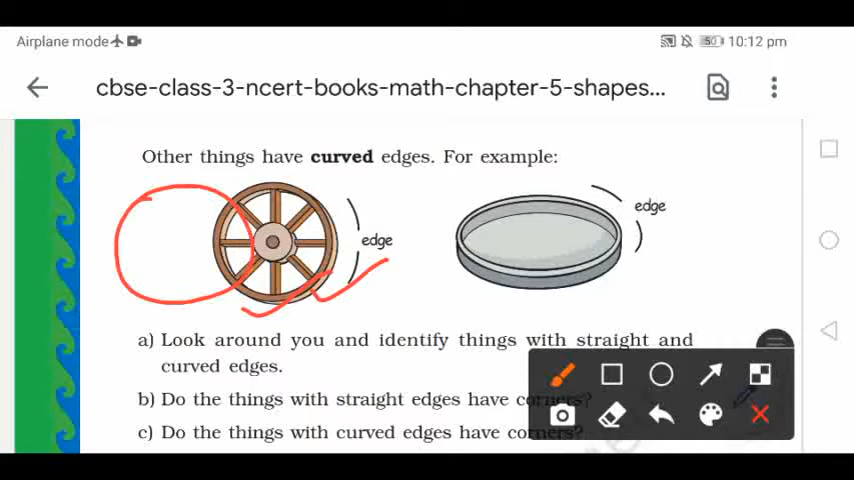 Airplane mode 50 10:12 pm
cbse-class-3-ncert-books-math-chapter-5-shapes...
Other things have curved edges. For example:
edge
edge
a) Look around you and identify things with straight and
curved edges.
b) Do the things with straight edges have corners?
c) Do the things with curved edges have corners?